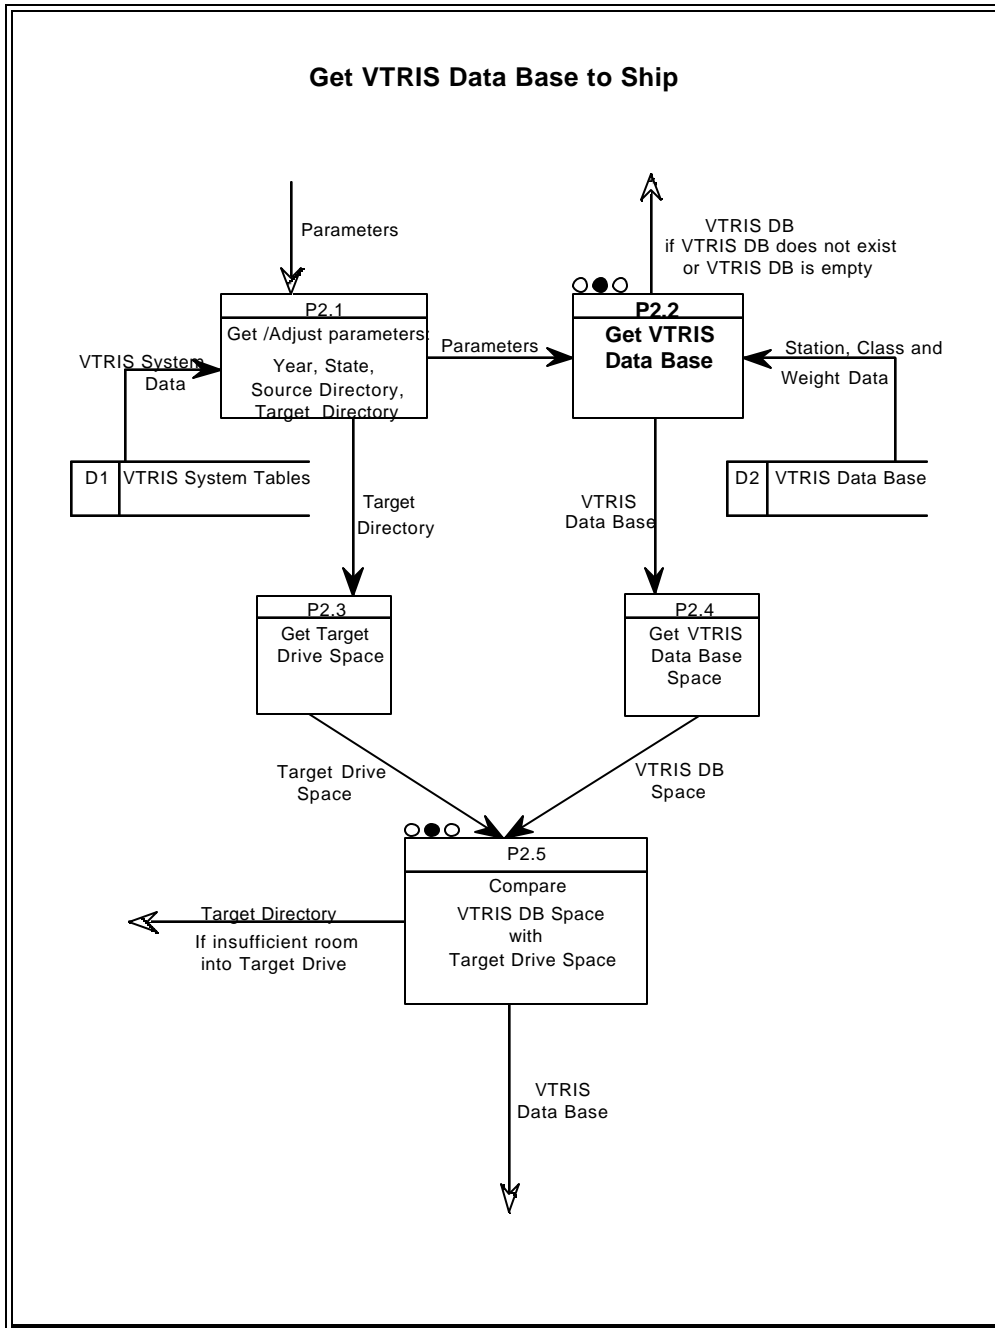 Get VTRIS Data Base to Ship
Parameters
VTRIS DB
if VTRIS DB does not exist
or VTRIS DB is empty
P2.1
Get /Adjust parameters:
Year, State,
Source Directory,
Target Directory
VTRIS System
Data
Parameters
P2.2
Get VTRIS
Data Base
Station, Class and
Weight Data
D1
VTRIS System Tables
D2
VTRIS Data Base
Target
Directory
VTRIS
Data Base
P2.3
Get Target
Drive Space
P2.4
Get VTRIS
Data Base
Space
Target Drive
Space
VTRIS DB
Space
P2.5
Compare
VTRIS DB Space
with
Target Drive Space
Target Directory
If insufficient room
into Target Drive
VTRIS
Data Base